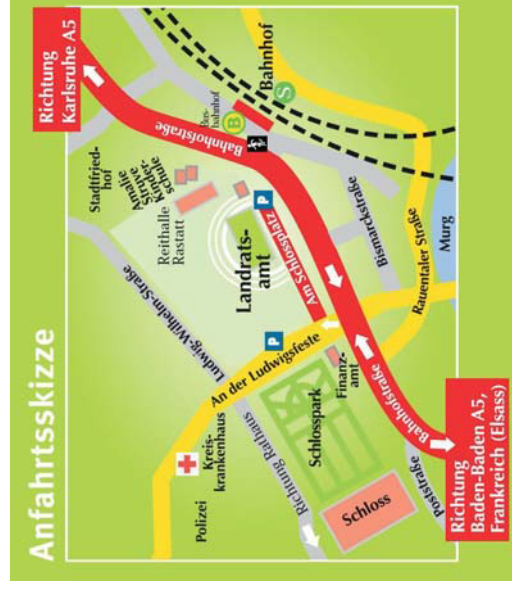 Anfahrtsskizze
Richtung
Karlsruhe A5
Stadtfried-
hof
Amalie
Struve
Kinder-
schule
Reithalle
Rastatt
Bahnhofstraße
Bus-
bahnhof
B
Bahnhof
S
Ludwig-Wilhelm-Straße
Landrats-
amt
P
Am Schlossplatz
Bismarckstraße
P
An der Ludwigsfeste
Rauentaler Straße
Murg
Kreis-
krankenhaus
Polizei
Richtung Rathaus
Schlosspark
Finanz-
amt
Bahnhofstraße
Schloss
Poststraße
Richtung
Baden-Baden A5,
Frankreich (Elsass)